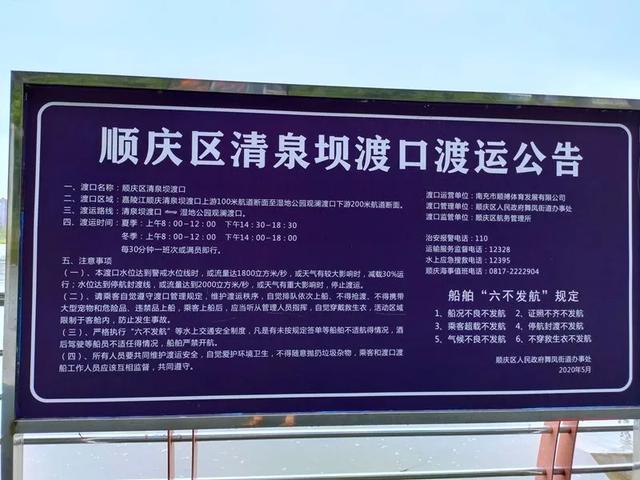 顺庆区清泉坝渡口渡运公告
一、渡口名称：顺庆区清泉坝渡口
二、渡口区域：嘉陵江顺庆清泉坝渡口上游100米航道断面至湿地公园观澜渡口下游200米航道断面。
三、渡运路线：清泉坝渡口 ⟷ 湿地公园观澜渡口。
四、渡运时间：夏季：上午8：00-12：00 下午14：30-18：30
冬季：上午8：00-12：00 下午14：00-18：00
每30分钟一班次或满员即行。
五、注意事项
（一）、本渡口水位达到警戒水位线时，或流量达1800立方米/秒，或天气有较大影响时，减载30%运
行；水位达到停航封渡线，或流量达到2000立方米/秒，或天气有重大影响时，停止渡运。
（二）、请乘客自觉遵守渡口管理规定，维护渡运秩序，自觉排队依次上船、不得抢渡、不得携带
大型宠物和危险品、违禁品上船，乘客上船后，应当听从管理人员指挥，自觉穿戴救生衣，活动区域
限制于客舱内，防止发生事故。
（三）、严格执行“六不发航”等水上交通安全制度，凡是有未按规定签单等船舶不适航得情况，酒
后驾驶等船员不适任得情况，船舶严禁开航。
（四）、所有人员要共同维护渡运安全，自觉爱护环境卫生，不得随意抛扔垃圾杂物，乘客和渡口渡
船工作人员应该互相监督，共同遵守。
渡口运营单位：南充市顺搏体育发展有限公司
渡口管理单位：顺庆区人民政府舞凤街道办事处
渡口监管单位：顺庆区航务管理所
治安报警电话：110
运输服务监督电话：12328
水上应急搜救电话：12395
顺庆海事值班电话：0817-2222904
船舶“六不发航”规定
1、船况不良不发航 2、证照不齐不发航
3、乘客超载不发航 4、停航封渡不发航
5、气候不良不发航 6、不穿救生衣不发航
顺庆区人民政府舞凤街道办事处
2020年5月